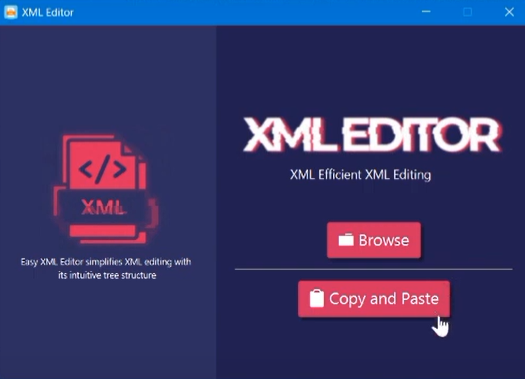 XML Editor
</>
XML
Easy XML Editor simplifies XML editing with
its intuitive tree structure
XML EDITOR
XML Efficient XML Editing
Browse
Copy and Paste